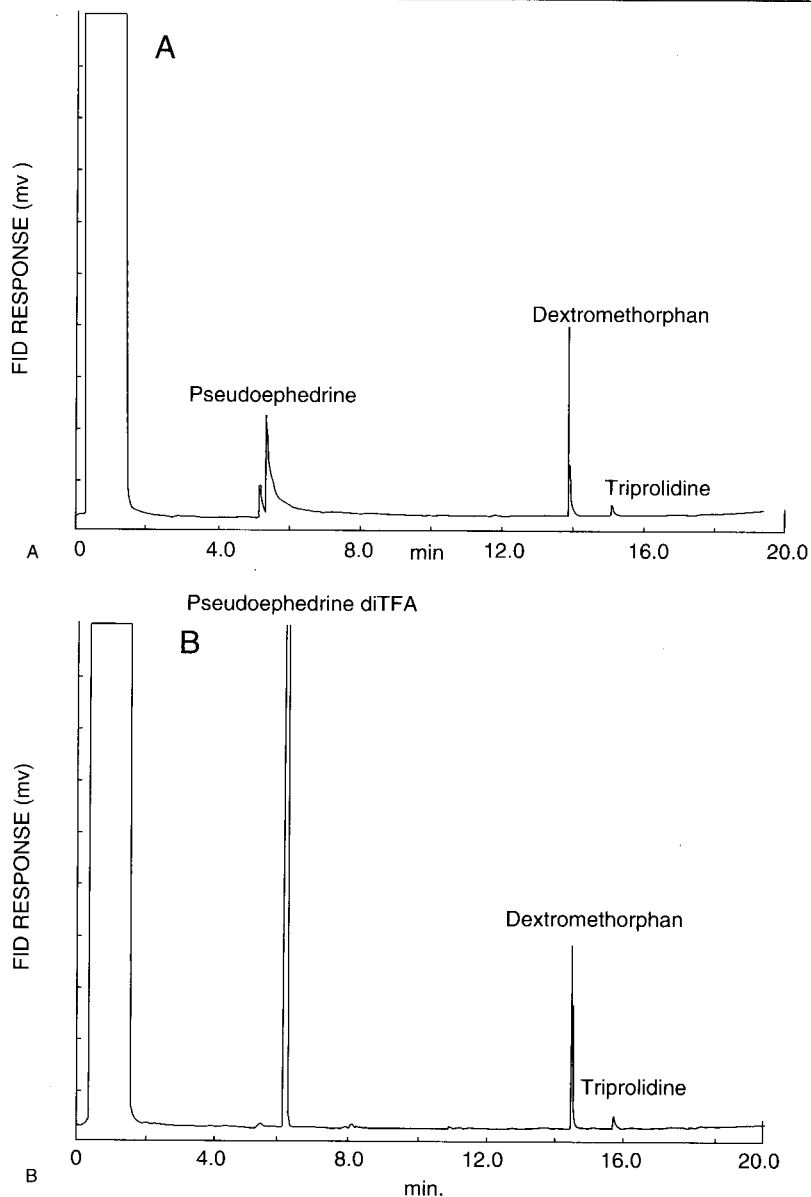 A
FID RESPONSE (mv )
Pseudoephedrine
Dextromethorphan
Triprolidine
A
0 4.0 8.0 min 12.0 16.0 20.0
Pseudoephedrine diTFA
B
FID RESPONSE (mv)
Dextromethorphan
Triprolidine
B
0 4.0 8.0 12.0 16.0 20.0
min.